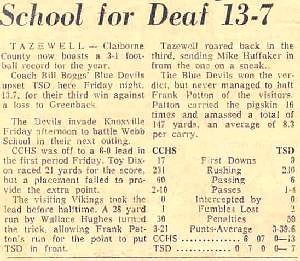 School for Deaf 13-7
TAZEWELL — Claiborne
County now boasts a 3-1 foot-
ball record for the year.
Coach Bill Boggs' Blue Devils
upset TSD here Friday night,
13-7, for their third win against
a loss to Greenback.
The Devils invade Knoxville
Friday afternoon to battle Webb
School in their next outing.
CCHS was off to a 6-0 lead in
the first period Friday. Toy Dix-
on raced 21 yards for the score,
but a placement failed to pro-
vide the extra point.
The visiting Vikings took the
lead before halftime. A 28 yard
run by Wallace Hughes turned
the trick, allowing Frank Pat-
ton's run for the point to put
TSD in front.
Tazewell roared back in the
third, sending Mike Huffaker in
from the one on a sneak.
The Blue Devils won the ver-
dict, but never managed to halt
Frank Patton of the visitors.
Patton carried the pigskin 16
times and amassed a total of
147 yards, an average of 8.3
per carry.
CCHS TSD
17 First Downs
231 Rushing 210
60 Passing 6
2-10 Passes 1-8
0 Intercepted by 0
1 Fumbles Lost 2
30 Penalties 50
3-21 Punts-Average 3-39.6
CCHS 6 0 7 0—13
TSD 0 7 0 0— 7